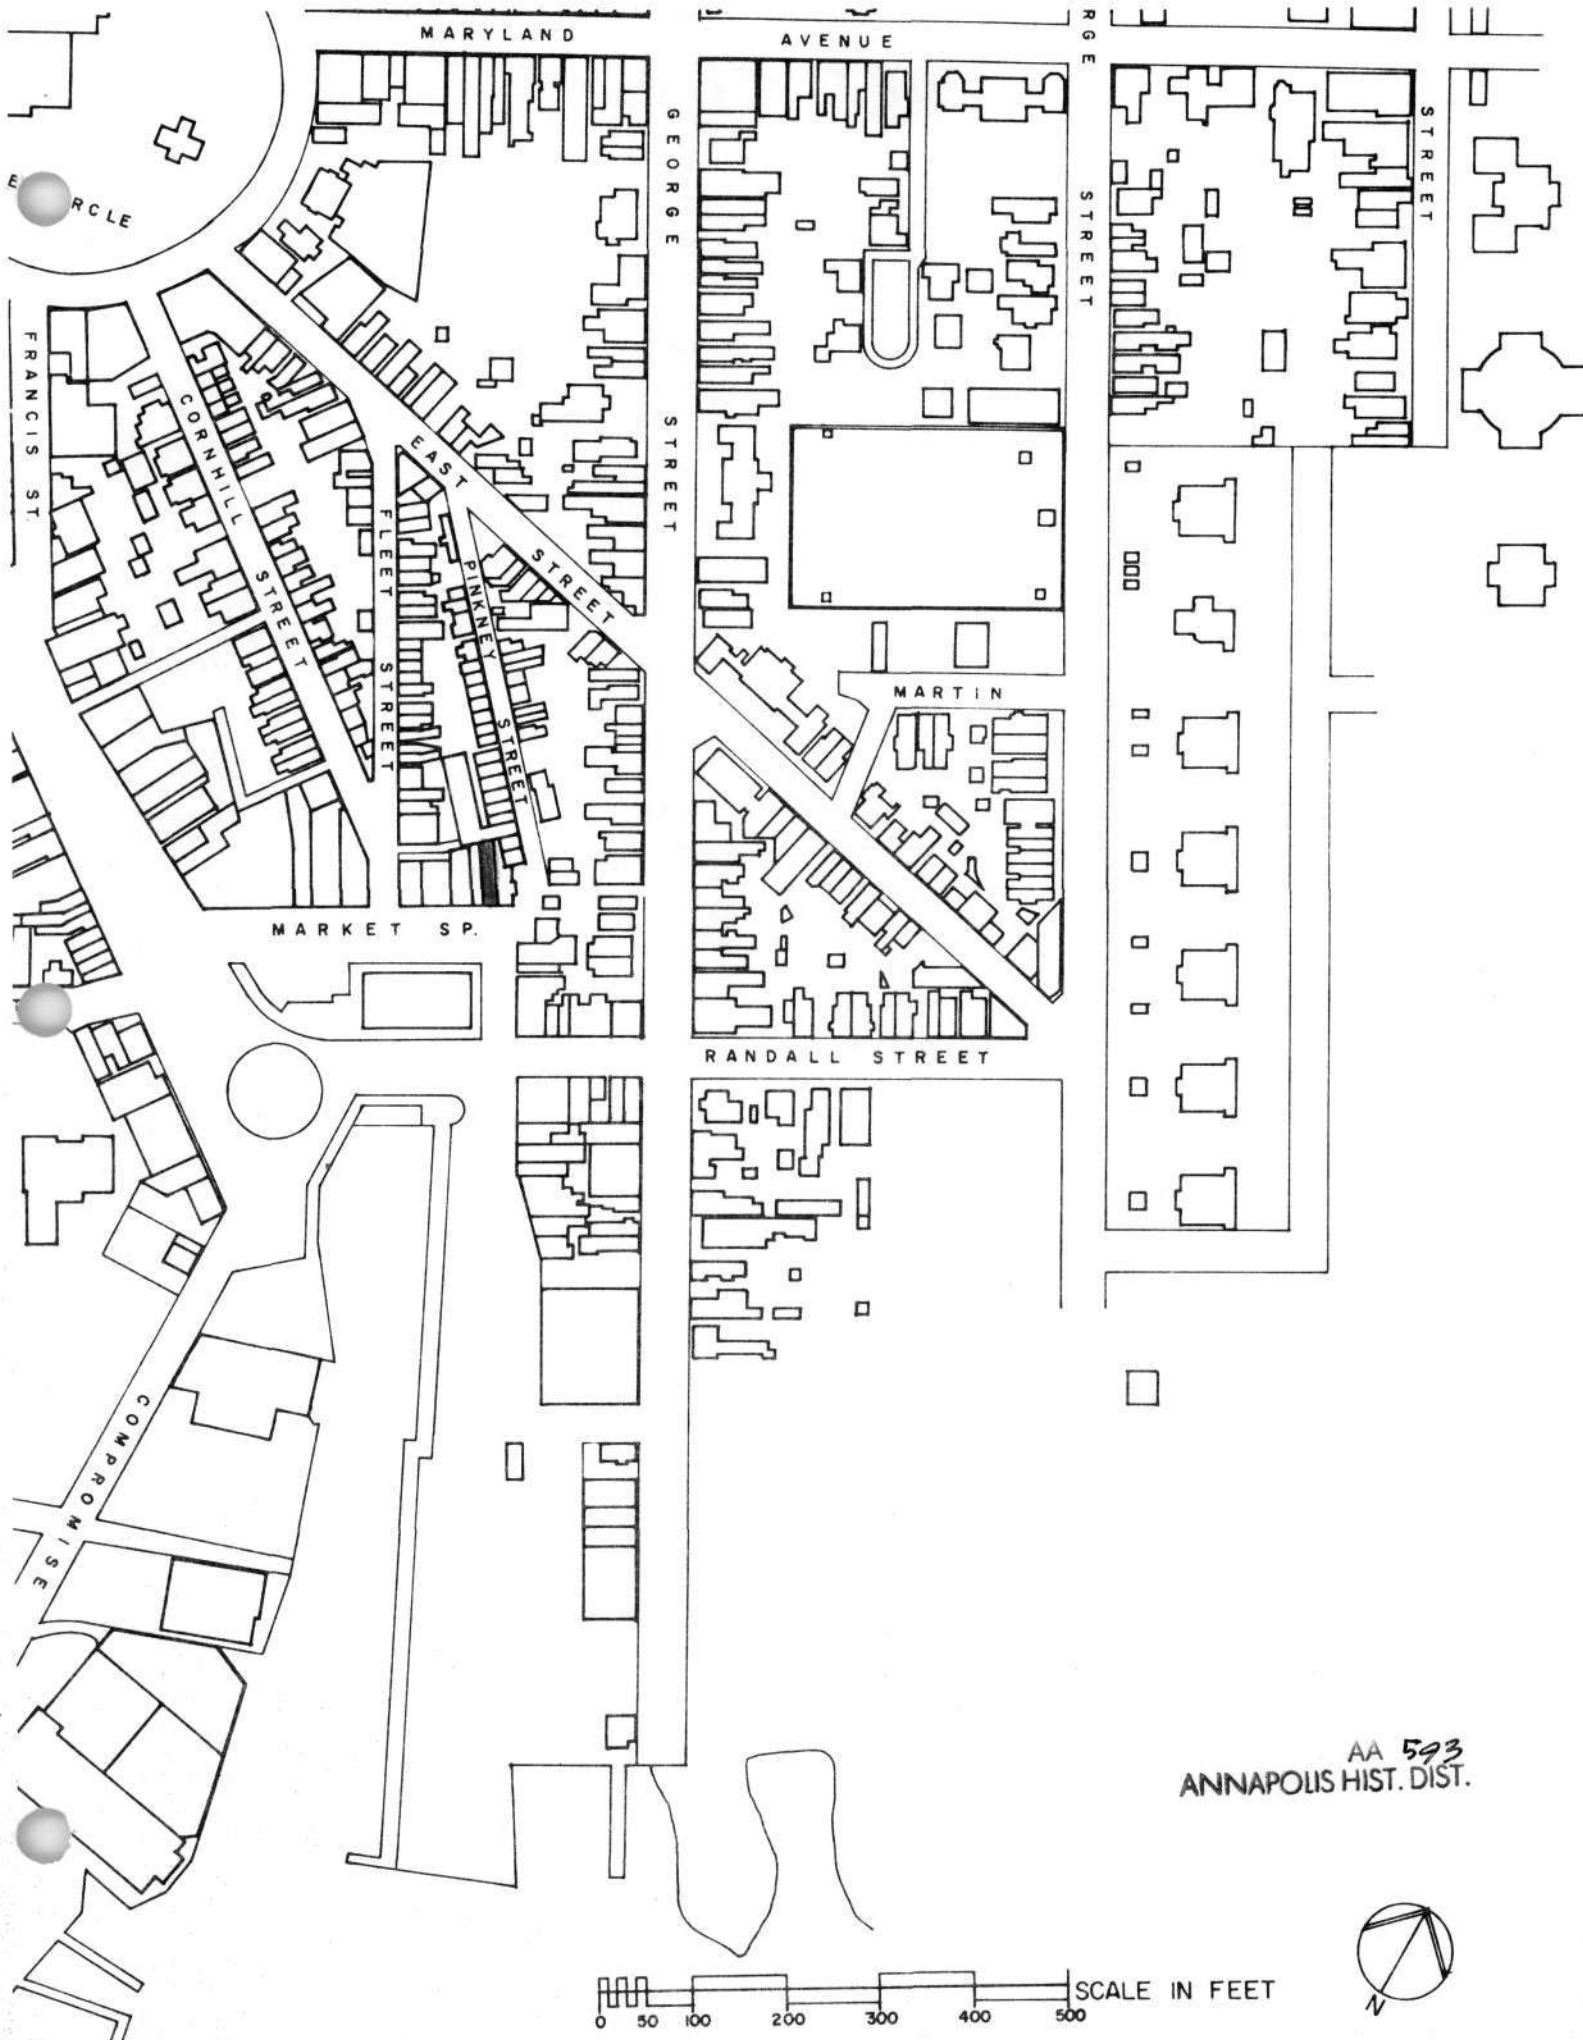 MARYLAND AVENUE
RGE
GEORGE
STREET
E RCLE
STREET
STREET
FRANCIS ST.
CORNHILL
STREET
EAST
STREET
FLEET
STREET
PINKNEY
STREET
MARTIN
MARKET SP.
RANDALL STREET
COMPROMISE
AA 593
ANNAPOLIS HIST. DIST.
SCALE IN FEET
0 50 100 200 300 400 500
N